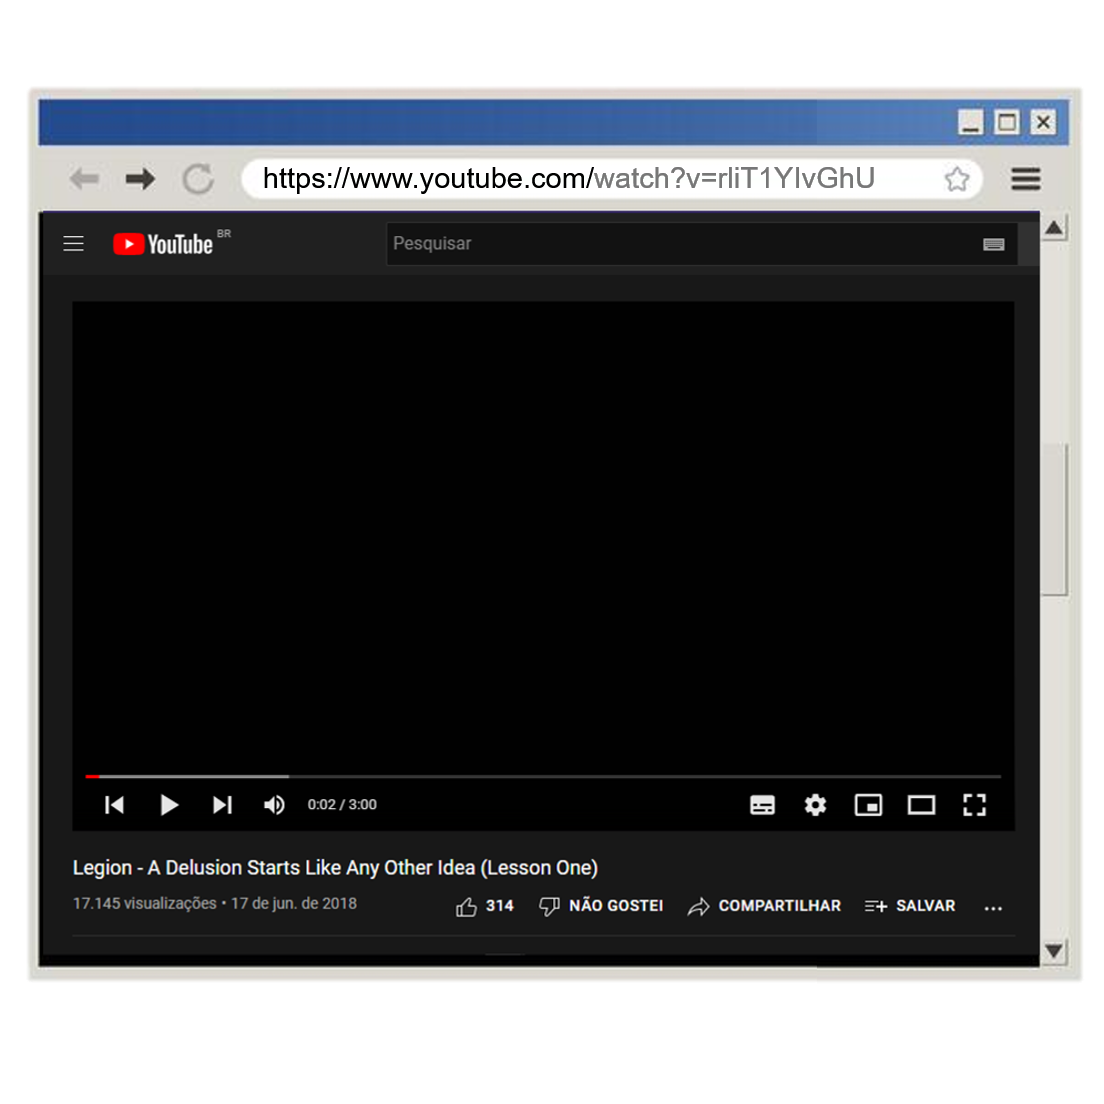 https://www.youtube.com/watch?v=rIiT1YIvGhU
YouTube BR
Pesquisar
0:02 / 3:00
Legion - A Delusion Starts Like Any Other Idea (Lesson One)
17.145 visualizações • 17 de jun. de 2018
314 NÃO GOSTEI COMPARTILHAR SALVAR